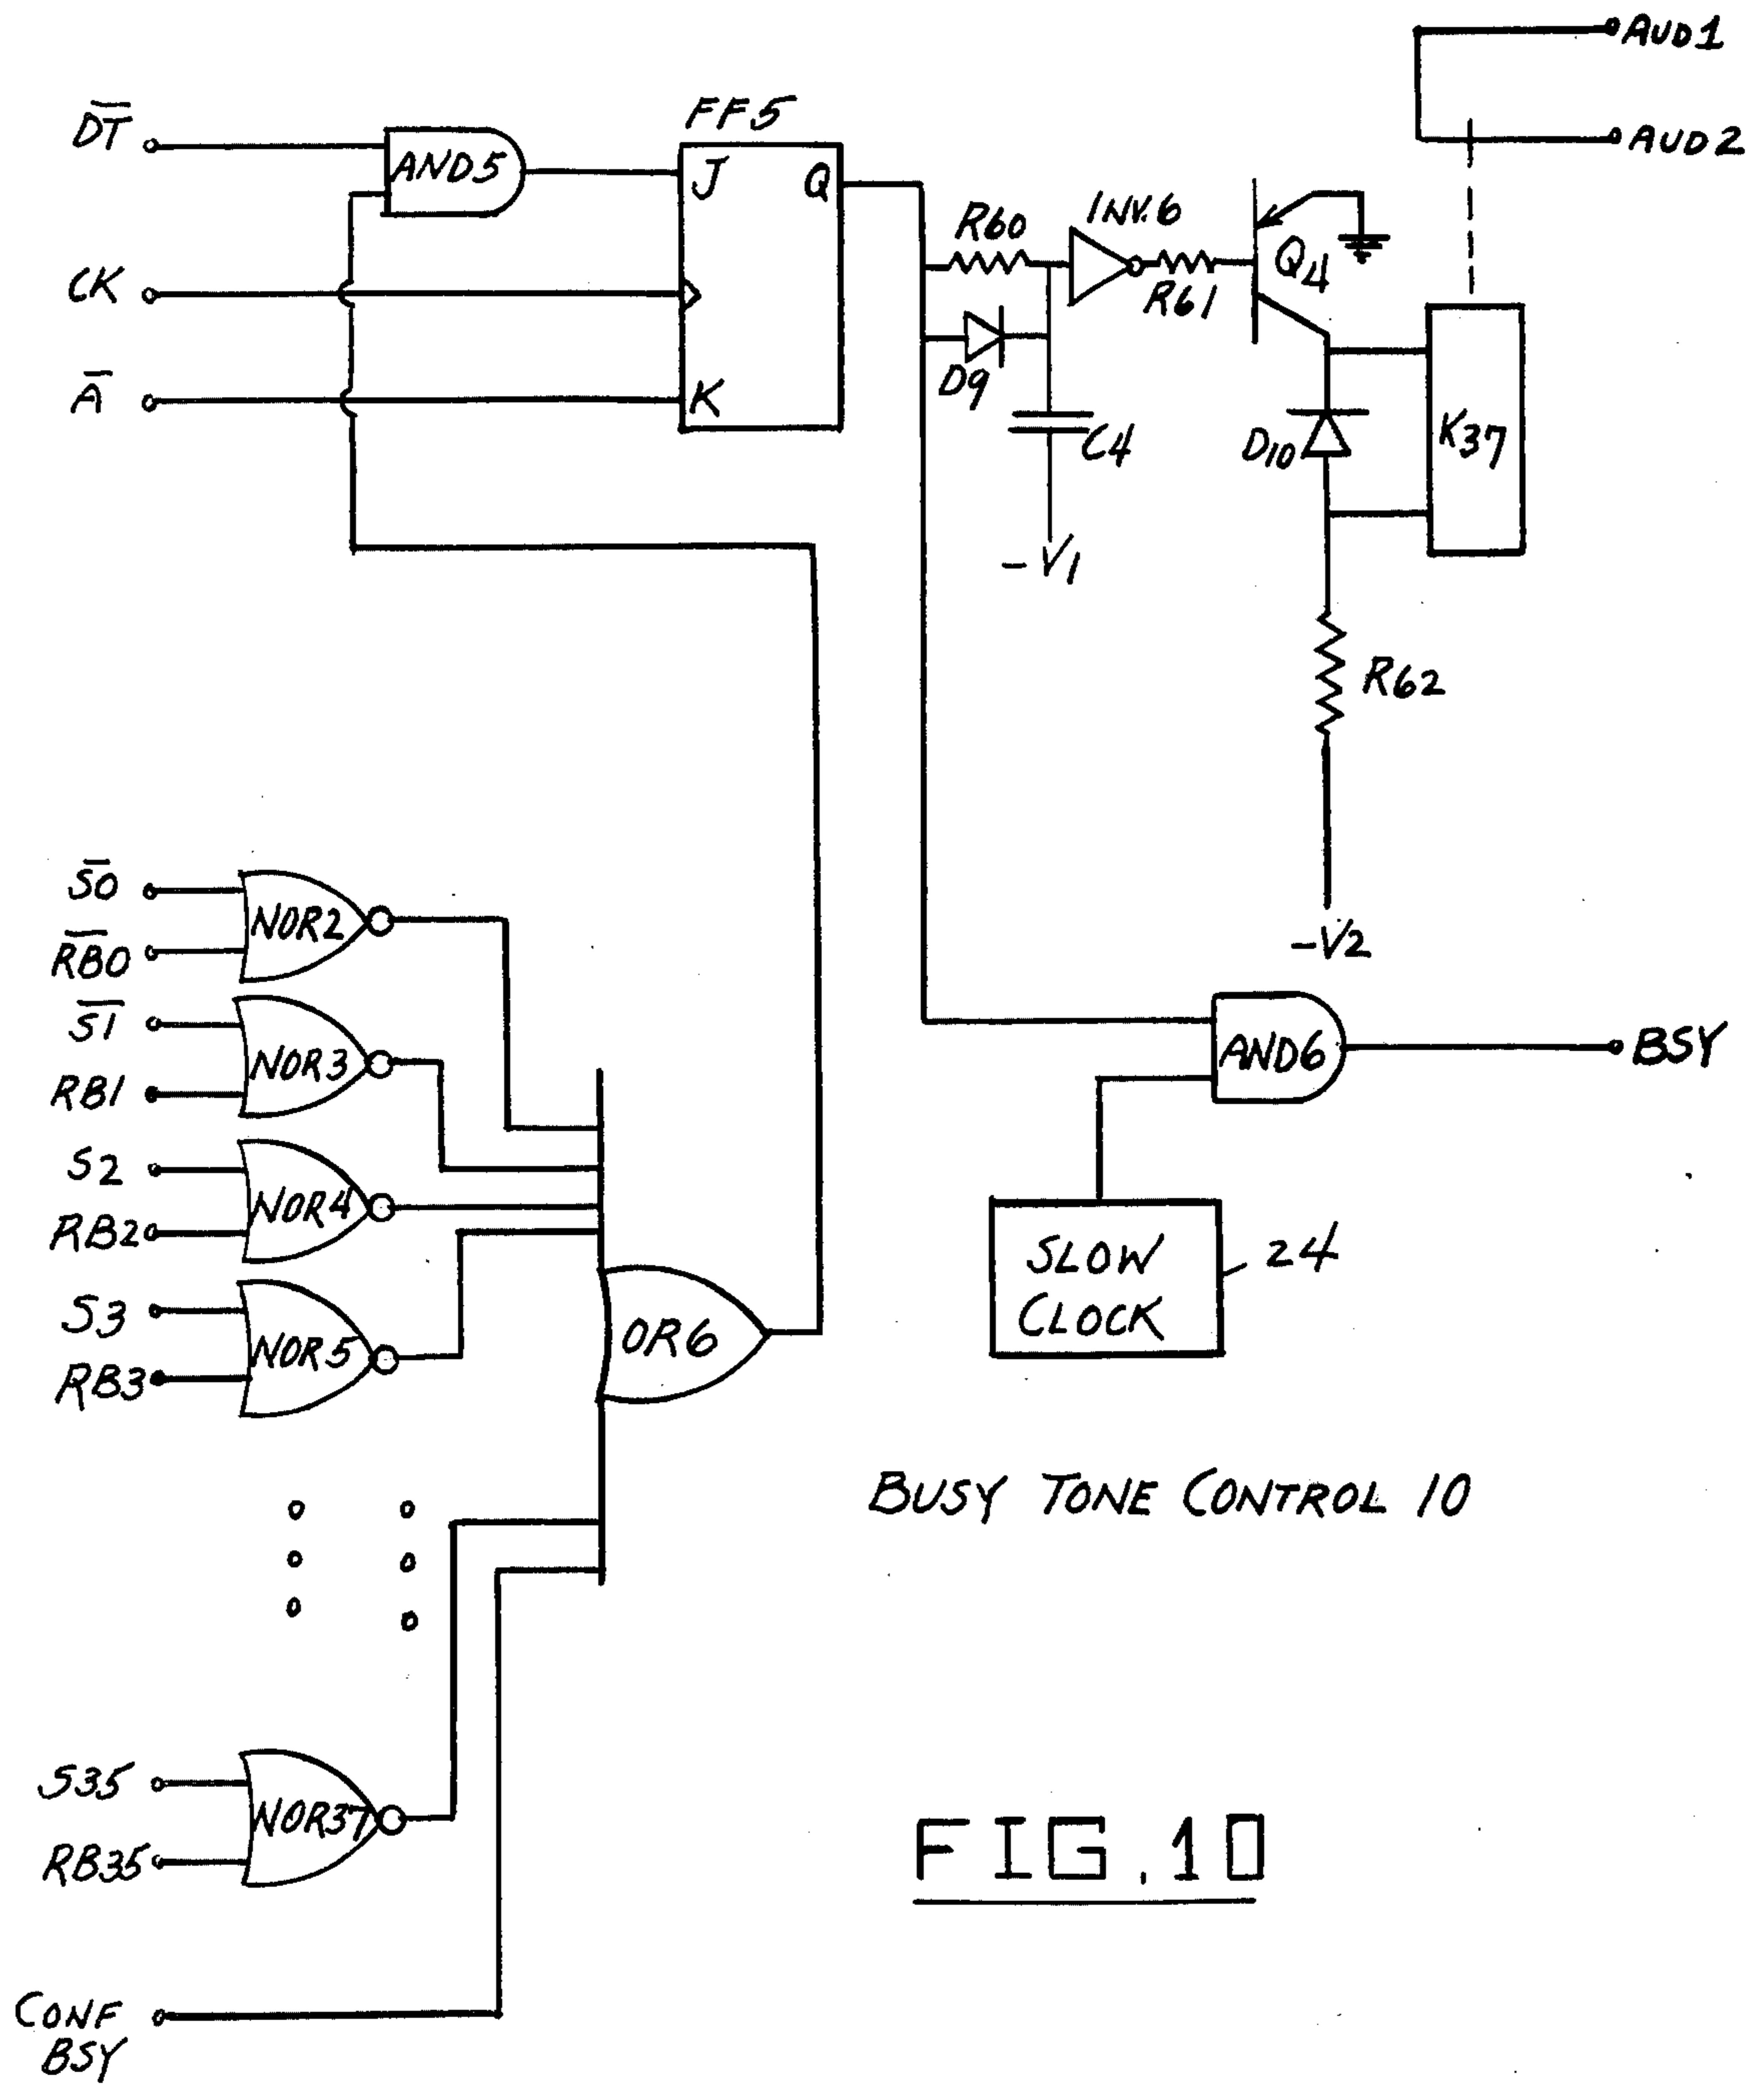 AUD1
D̅T̅
FF5
AND5
J
Q
AUD2
R60
INV.6
Q4
CK
R61
D9
A̅
K
C4
D10
K37
-V1
R62
S̅0̅
NOR2
R̅B̅0̅
-V2
S̅1̅
NOR3
RB1
AND6
BSY
S2
NOR4
RB2
SLOW
CLOCK
24
S3
NOR5
RB3
OR6
BUSY TONE CONTROL 10
S35
NOR37
RB35
FIG. 10
CONF
BSY